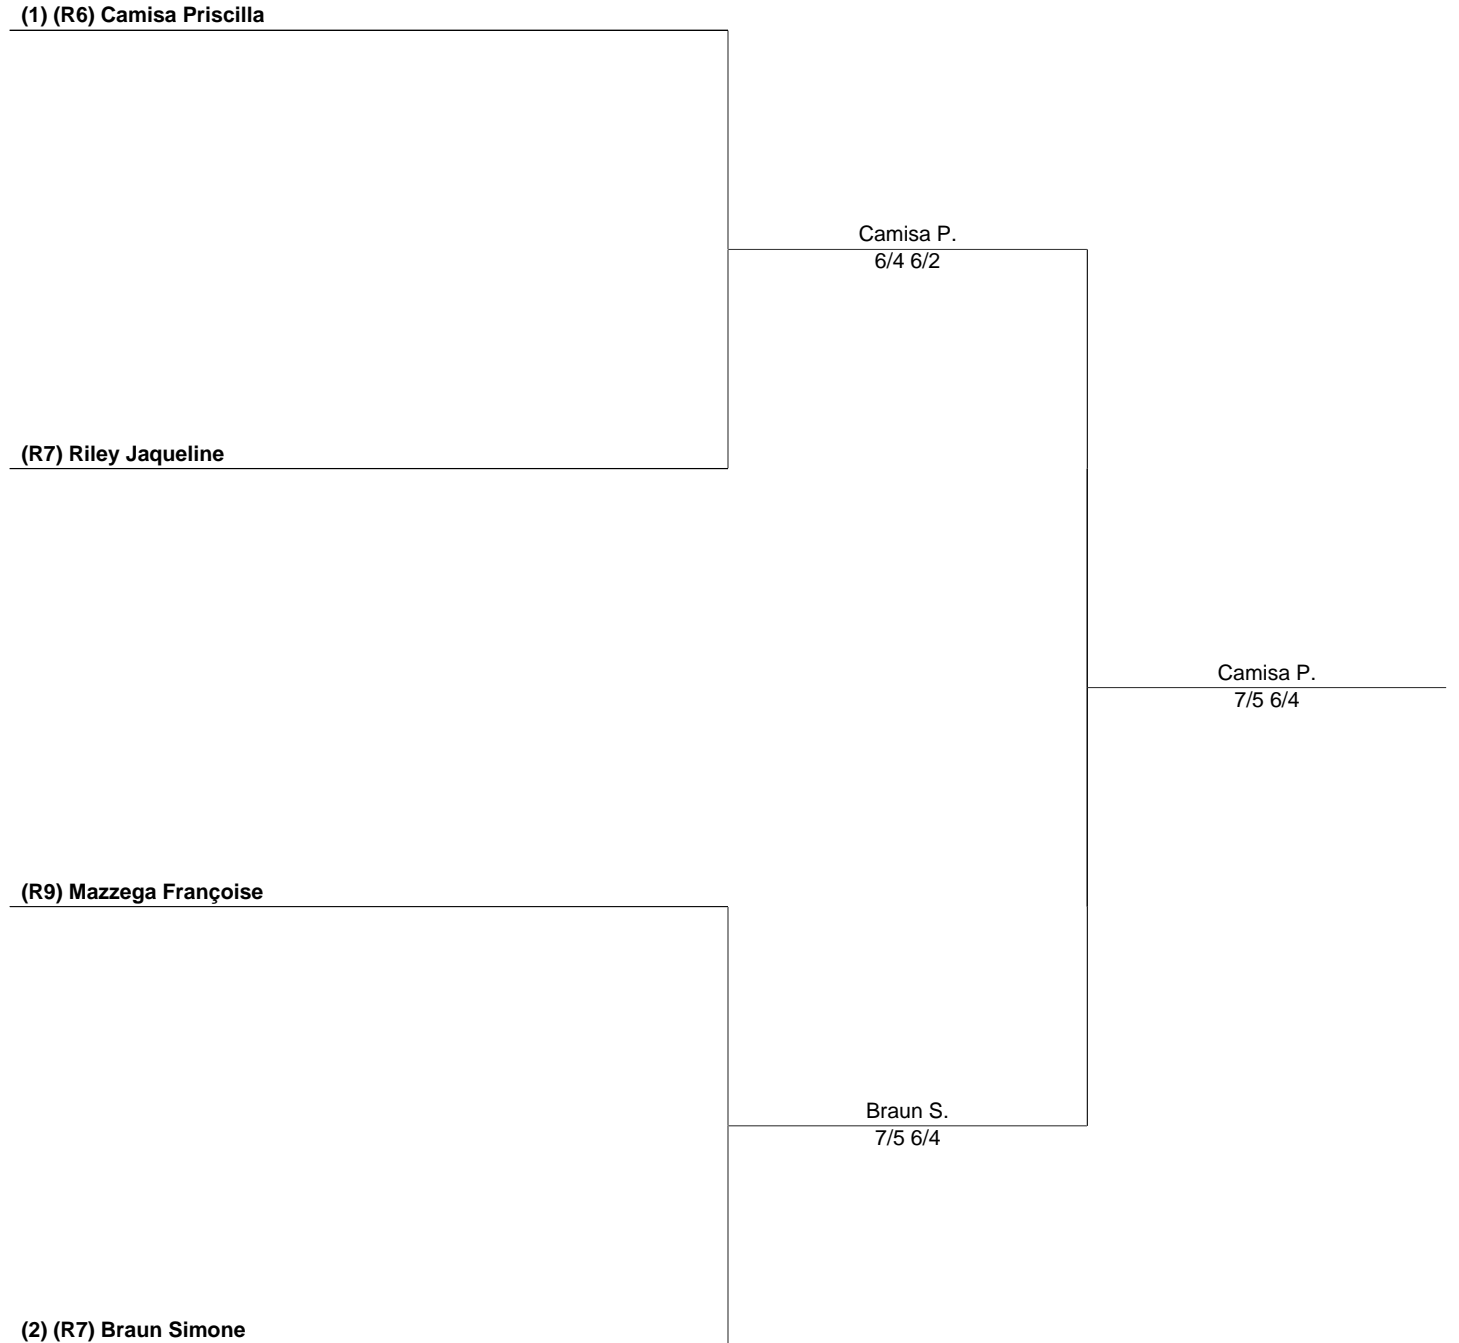 (1) (R6) Camisa Priscilla
Camisa P.
6/4 6/2
(R7) Riley Jaqueline
Camisa P.
7/5 6/4
(R9) Mazzega Françoise
Braun S.
7/5 6/4
(2) (R7) Braun Simone